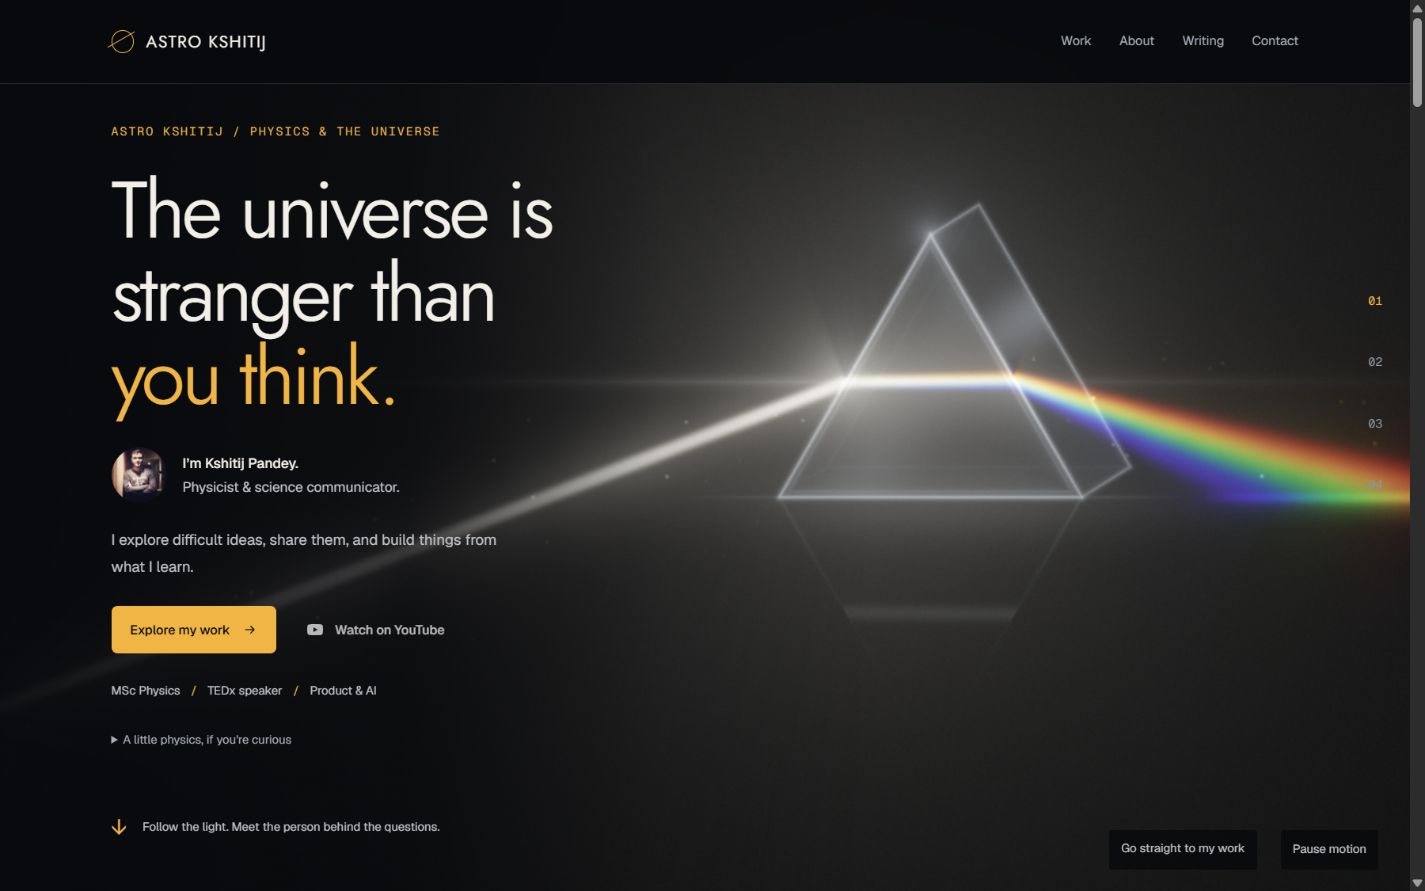 ASTRO KSHITIJ
Work
About
Writing
Contact
ASTRO KSHITIJ / PHYSICS & THE UNIVERSE
The universe is
stranger than
you think.
I'm Kshitij Pandey.
Physicist & science communicator.
I explore difficult ideas, share them, and build things from
what I learn.
Explore my work →
Watch on YouTube
MSc Physics / TEDx speaker / Product & AI
A little physics, if you're curious
Follow the light. Meet the person behind the questions.
01
02
03
04
Go straight to my work
Pause motion